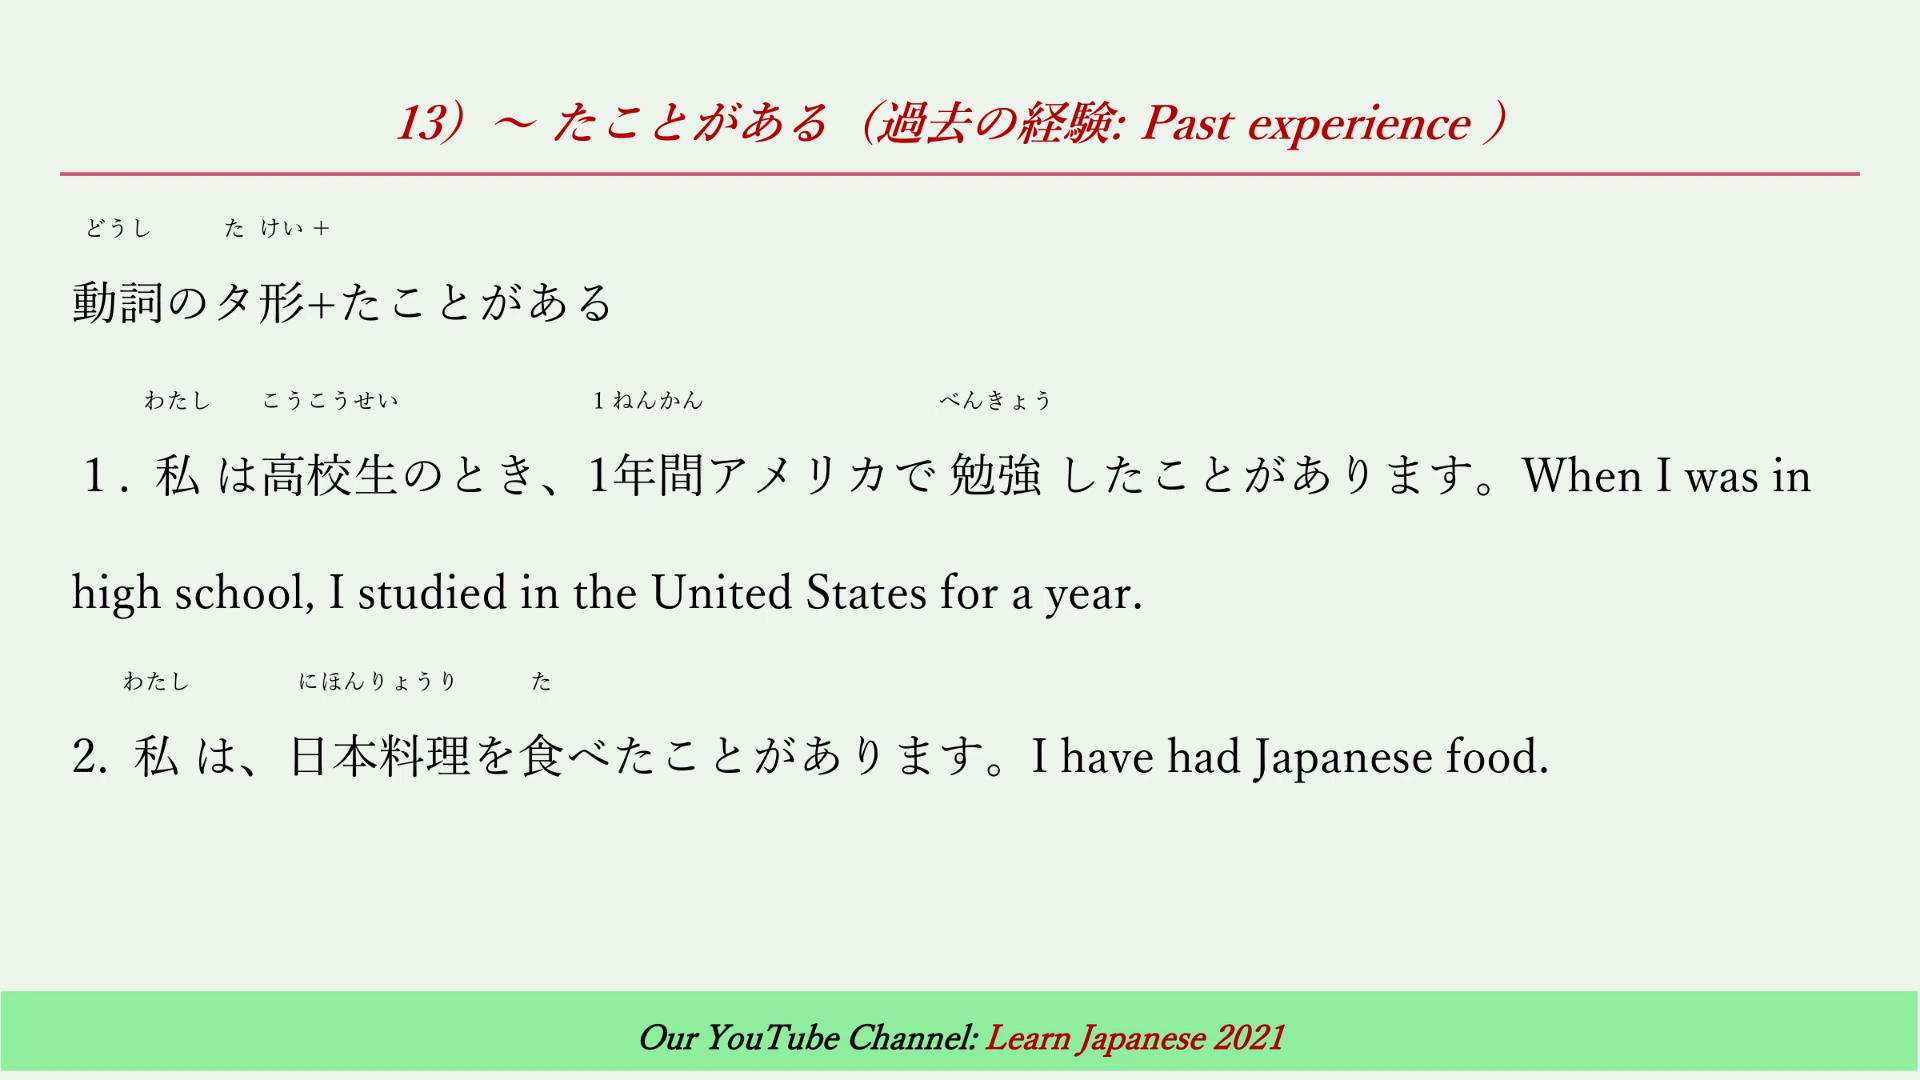 13）～ たことがある（過去の経験: Past experience ）
どうし た けい +
動詞のタ形+たことがある
わたし こうこうせい 1 ねんかん べんきょう
1 . 私 は高校生のとき、1年間アメリカで 勉強 したことがあります。When I was in
high school, I studied in the United States for a year.
わたし にほんりょうり た
2. 私 は、日本料理を食べたことがあります。I have had Japanese food.
Our YouTube Channel: Learn Japanese 2021